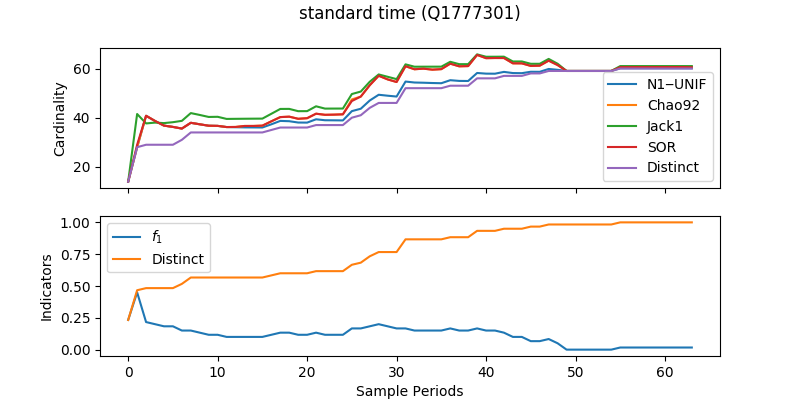 standard time (Q1777301)
Cardinality
60
40
20
N1−UNIF
Chao92
Jack1
SOR
Distinct
Indicators
1.00
0.75
0.50
0.25
0.00
f1
Distinct
0 10 20 30 40 50 60
Sample Periods